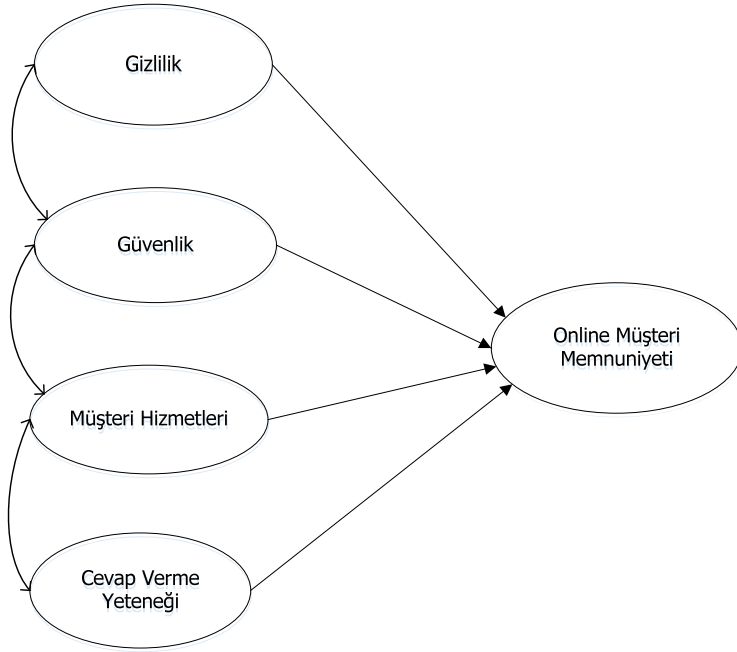 Gizlilik
Güvenlik
Online Müşteri
Memnuniyeti
Müşteri Hizmetleri
Cevap Verme
Yeteneği